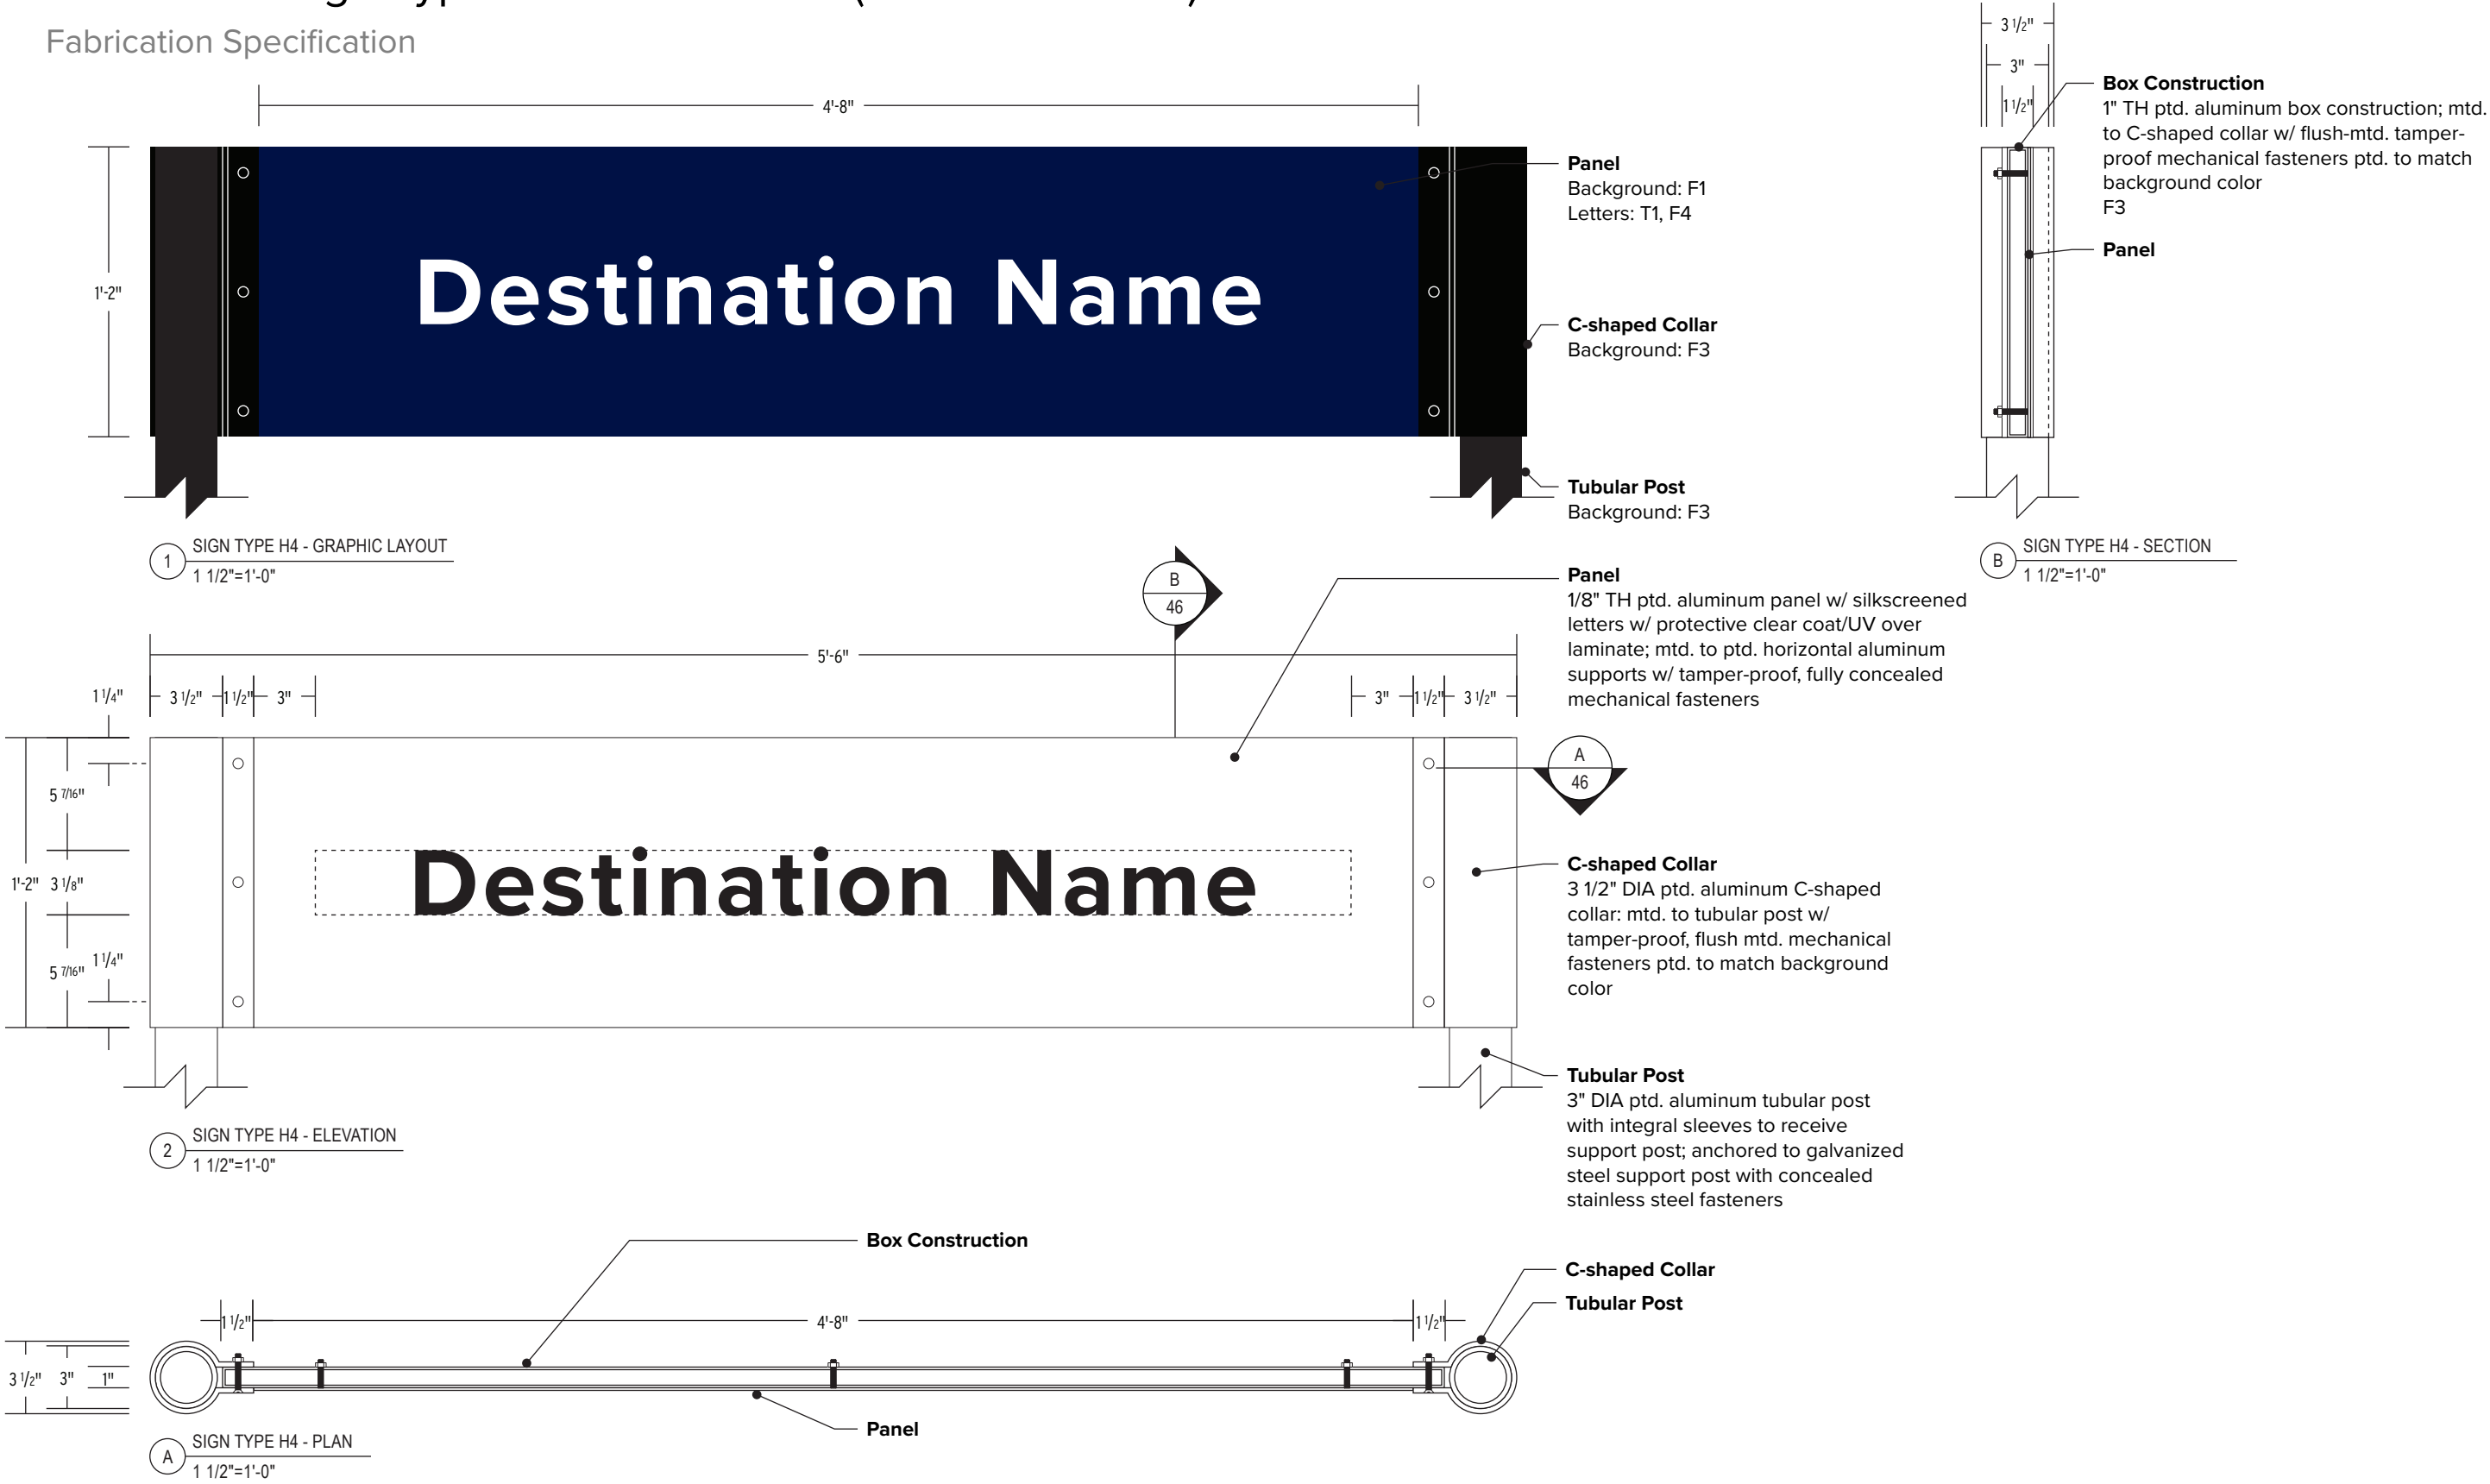 Fabrication Specification
4'-8"
1'-2"
Destination Name
Panel
Background: F1
Letters: T1, F4
C-shaped Collar
Background: F3
Tubular Post
Background: F3
1
SIGN TYPE H4 - GRAPHIC LAYOUT
1 1/2"=1'-0"
3 1/2"
3"
1 1/2"
Box Construction
1" TH ptd. aluminum box construction; mtd.
to C-shaped collar w/ flush-mtd. tamper-
proof mechanical fasteners ptd. to match
background color
F3
Panel
B
SIGN TYPE H4 - SECTION
1 1/2"=1'-0"
B
46
5'-6"
1 1/4"
3 1/2"
1 1/2"
3"
3"
1 1/2"
3 1/2"
Panel
1/8" TH ptd. aluminum panel w/ silkscreened
letters w/ protective clear coat/UV over
laminate; mtd. to ptd. horizontal aluminum
supports w/ tamper-proof, fully concealed
mechanical fasteners
A
46
5 7/16"
1'-2"
3 1/8"
5 7/16"
1 1/4"
Destination Name
C-shaped Collar
3 1/2" DIA ptd. aluminum C-shaped
collar: mtd. to tubular post w/
tamper-proof, flush mtd. mechanical
fasteners ptd. to match background
color
Tubular Post
3" DIA ptd. aluminum tubular post
with integral sleeves to receive
support post; anchored to galvanized
steel support post with concealed
stainless steel fasteners
2
SIGN TYPE H4 - ELEVATION
1 1/2"=1'-0"
Box Construction
C-shaped Collar
Tubular Post
1 1/2"
4'-8"
1 1/2"
3 1/2"
3"
1"
Panel
A
SIGN TYPE H4 - PLAN
1 1/2"=1'-0"